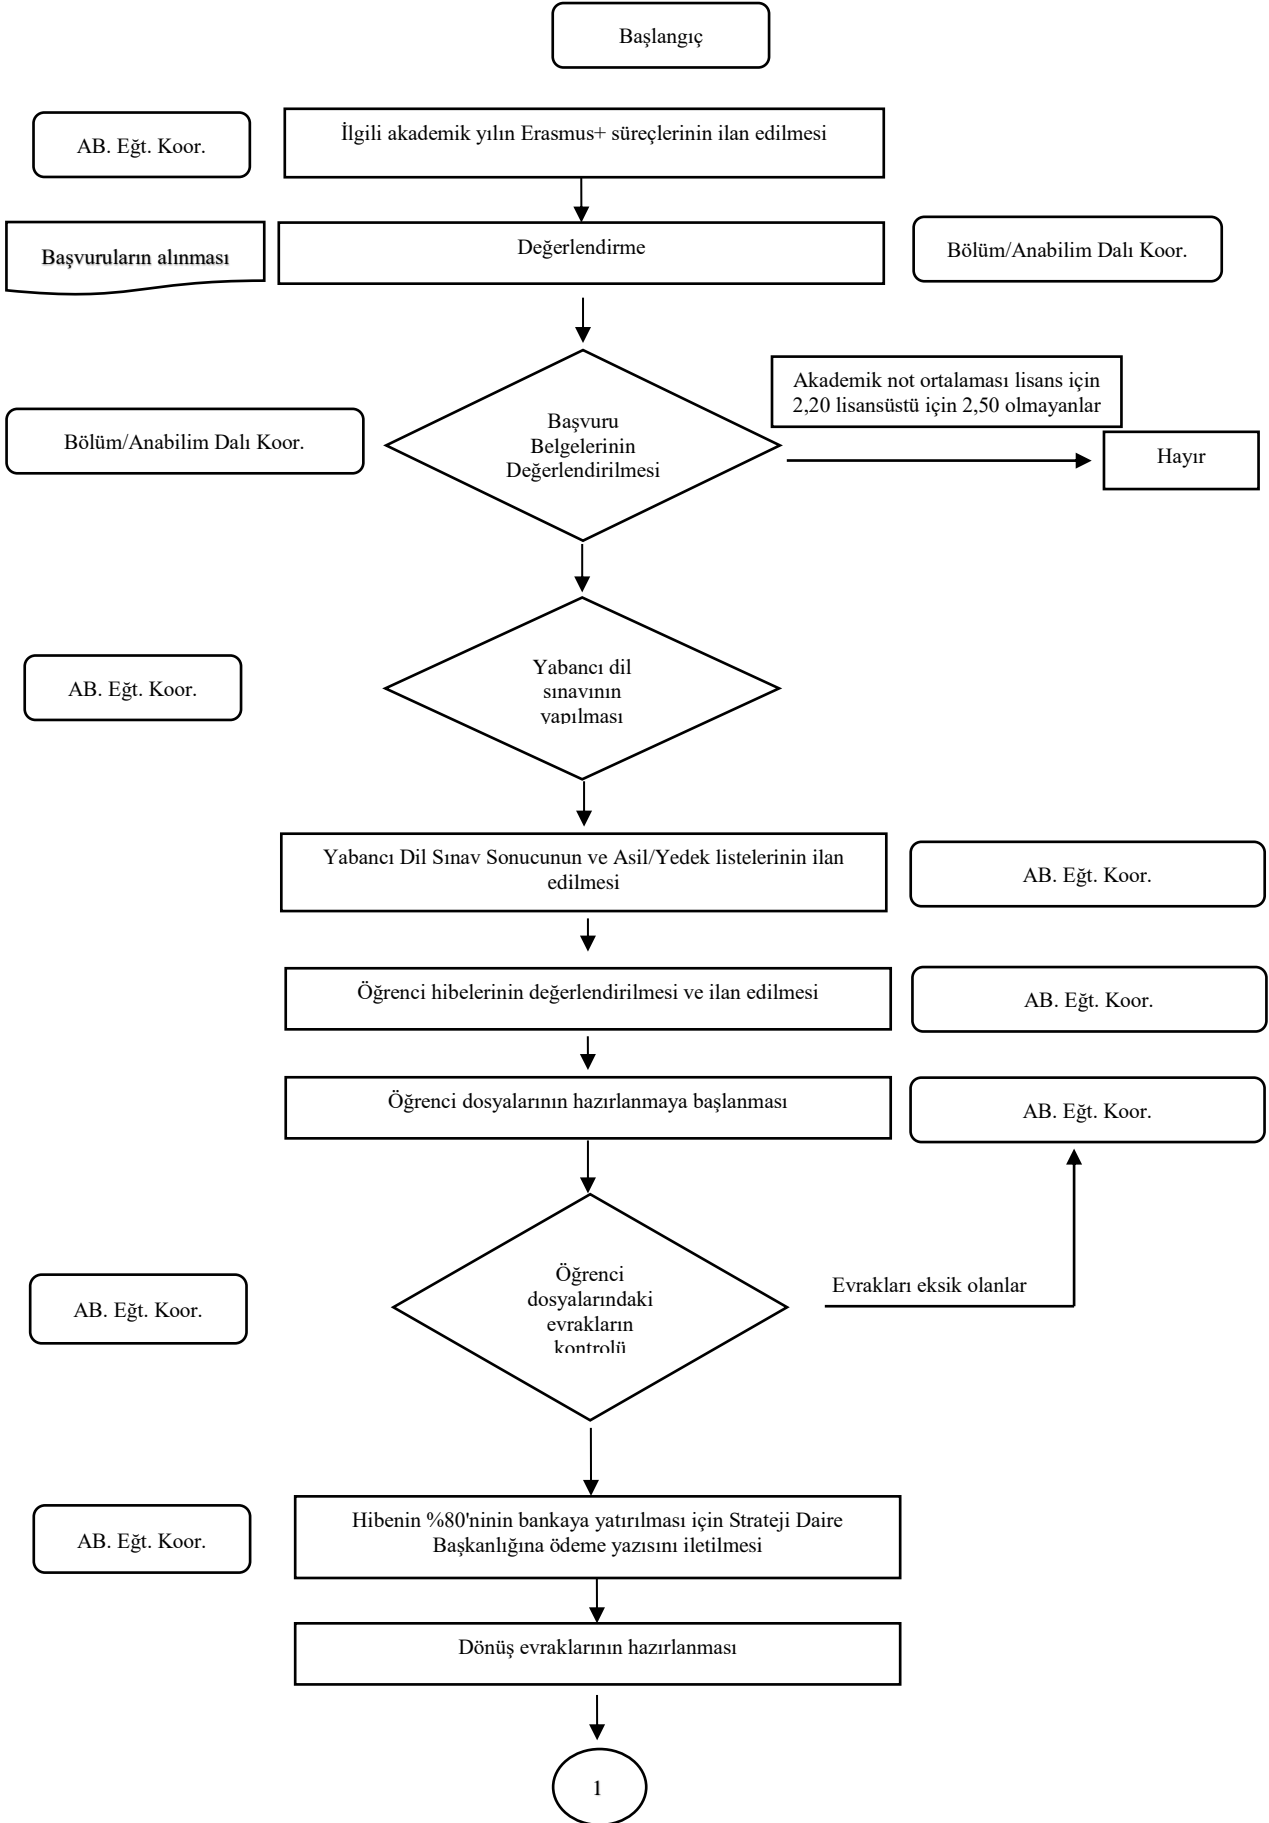 Başlangıç
AB. Eğt. Koor.
İlgili akademik yılın Erasmus+ süreçlerinin ilan edilmesi
Başvuruların alınması
Değerlendirme
Bölüm/Anabilim Dalı Koor.
Bölüm/Anabilim Dalı Koor.
Başvuru
Belgelerinin
Değerlendirilmesi
Akademik not ortalaması lisans için
2,20 lisansüstü için 2,50 olmayanlar
Hayır
AB. Eğt. Koor.
Yabancı dil
sınavının
yapılması
Yabancı Dil Sınav Sonucunun ve Asil/Yedek listelerinin ilan
edilmesi
AB. Eğt. Koor.
Öğrenci hibelerinin değerlendirilmesi ve ilan edilmesi
AB. Eğt. Koor.
Öğrenci dosyalarının hazırlanmaya başlanması
AB. Eğt. Koor.
AB. Eğt. Koor.
Öğrenci
dosyalarındaki
evrakların
kontrolü
Evrakları eksik olanlar
AB. Eğt. Koor.
Hibenin %80'ninin bankaya yatırılması için Strateji Daire
Başkanlığına ödeme yazısını iletilmesi
Dönüş evraklarının hazırlanması
1